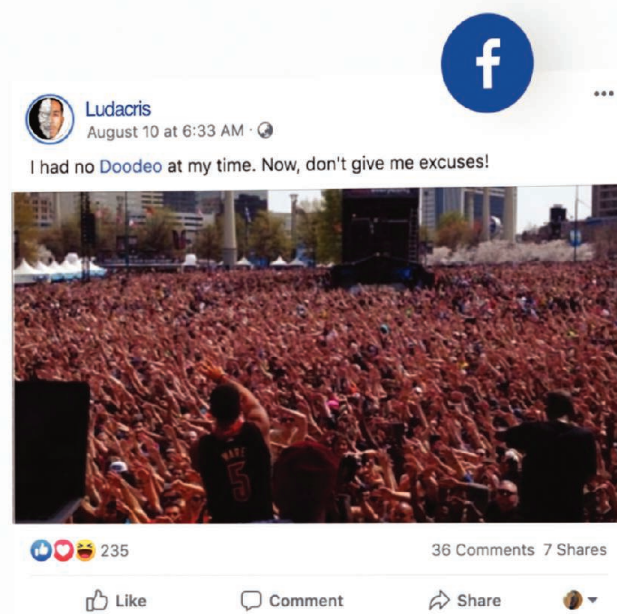 f
Ludacris
August 10 at 6:33 AM ·
I had no Doodeo at my time. Now, don't give me excuses!
WARE
5
235
36 Comments 7 Shares
Like
Comment
Share